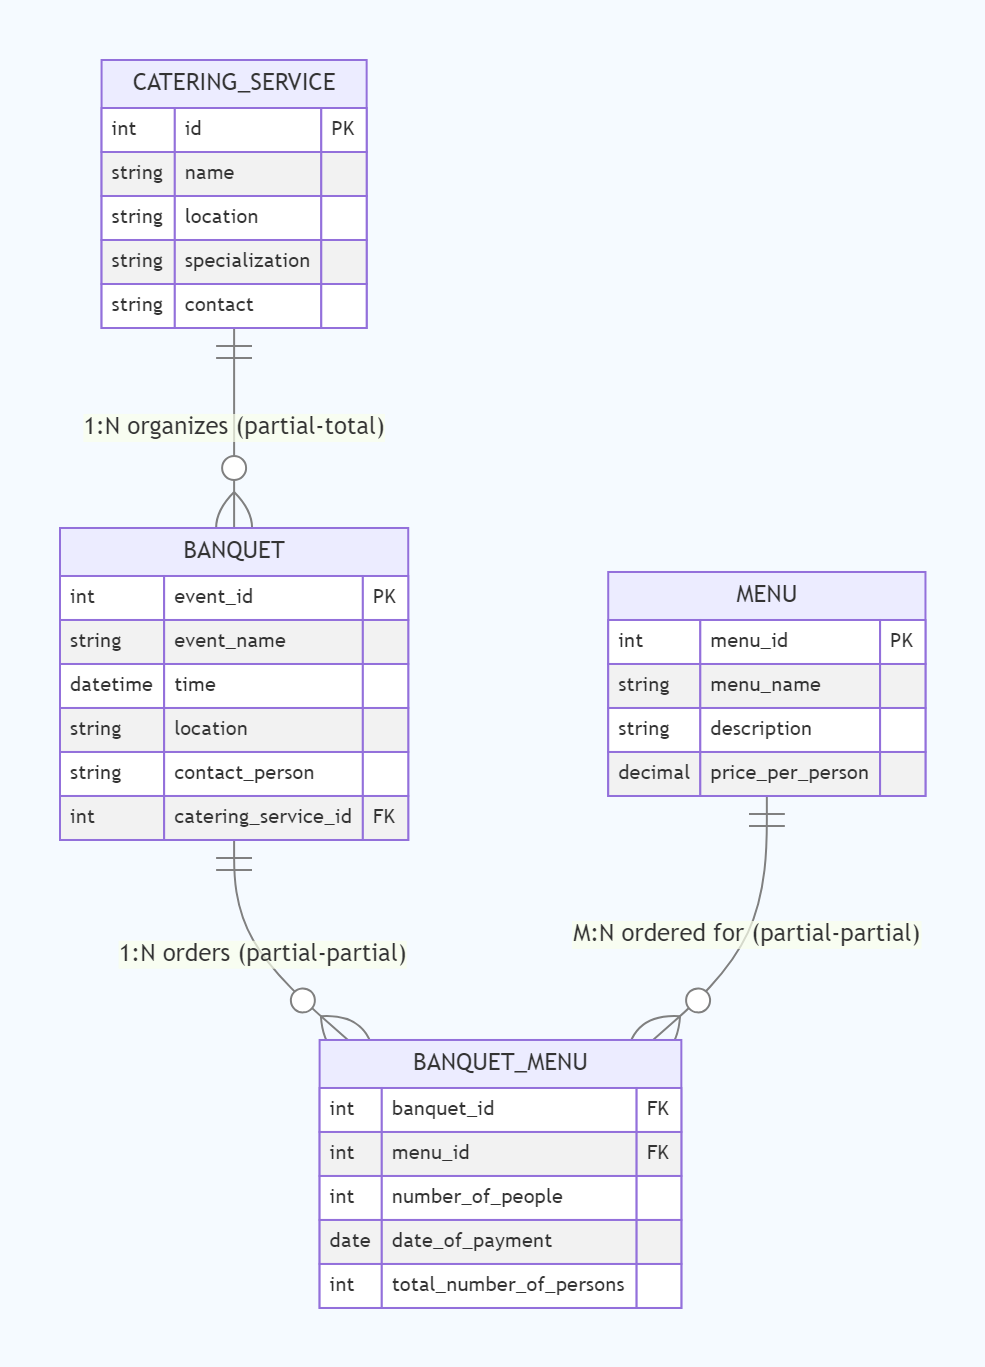 CATERING_SERVICE
int id PK
string name
string location
string specialization
string contact
1:N organizes (partial-total)
BANQUET
int event_id PK
string event_name
datetime time
string location
string contact_person
int catering_service_id FK
MENU
int menu_id PK
string menu_name
string description
decimal price_per_person
1:N orders (partial-partial)
M:N ordered for (partial-partial)
BANQUET_MENU
int banquet_id FK
int menu_id FK
int number_of_people
date date_of_payment
int total_number_of_persons